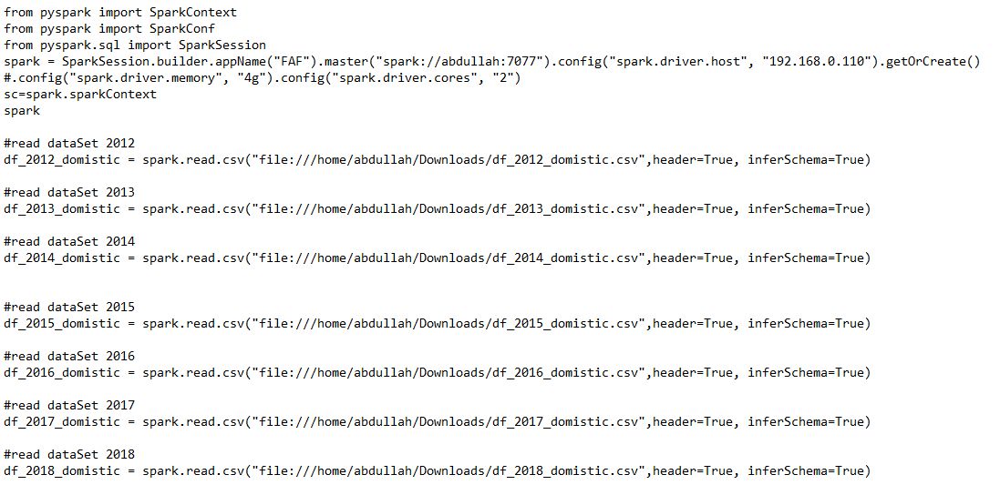 from pyspark import SparkContext
from pyspark import SparkConf
from pyspark.sql import SparkSession
spark = SparkSession.builder.appName("FAF").master("spark://abdullah:7077").config("spark.driver.host", "192.168.0.110").getOrCreate()
#.config("spark.driver.memory", "4g").config("spark.driver.cores", "2")
sc=spark.sparkContext
spark
#read dataSet 2012
df_2012_domistic = spark.read.csv("file:///home/abdullah/Downloads/df_2012_domistic.csv",header=True, inferSchema=True)
#read dataSet 2013
df_2013_domistic = spark.read.csv("file:///home/abdullah/Downloads/df_2013_domistic.csv",header=True, inferSchema=True)
#read dataSet 2014
df_2014_domistic = spark.read.csv("file:///home/abdullah/Downloads/df_2014_domistic.csv",header=True, inferSchema=True)
#read dataSet 2015
df_2015_domistic = spark.read.csv("file:///home/abdullah/Downloads/df_2015_domistic.csv",header=True, inferSchema=True)
#read dataSet 2016
df_2016_domistic = spark.read.csv("file:///home/abdullah/Downloads/df_2016_domistic.csv",header=True, inferSchema=True)
#read dataSet 2017
df_2017_domistic = spark.read.csv("file:///home/abdullah/Downloads/df_2017_domistic.csv",header=True, inferSchema=True)
#read dataSet 2018
df_2018_domistic = spark.read.csv("file:///home/abdullah/Downloads/df_2018_domistic.csv",header=True, inferSchema=True)